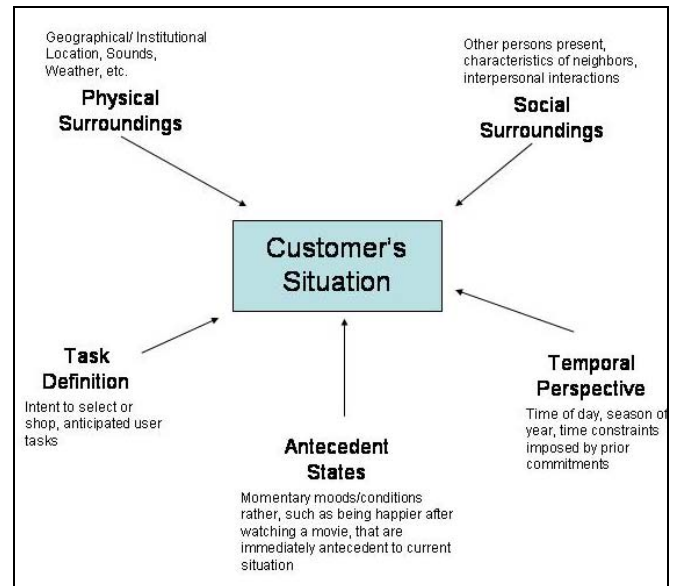 Geographical/ Institutional
Location, Sounds,
Weather, etc.
Physical
Surroundings
Other persons present,
characteristics of neighbors,
interpersonal interactions
Social
Surroundings
Customer's
Situation
Task
Definition
Intent to select or
shop, anticipated user
tasks
Antecedent
States
Momentary moods/conditions
rather, such as being happier after
watching a movie, that are
immediately antecedent to current
situation
Temporal
Perspective
Time of day, season of
year, time constraints
imposed by prior
commitments